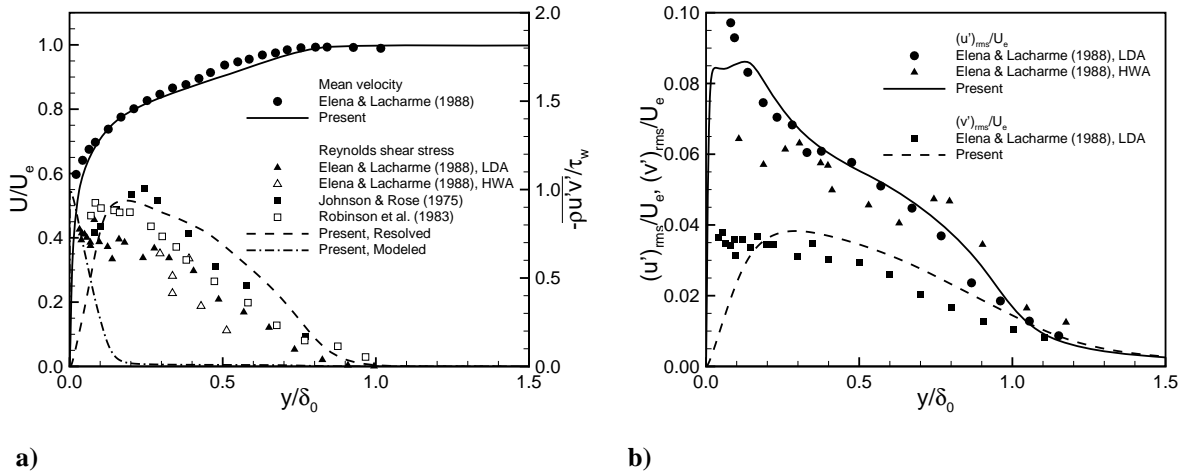 1.0
0.8
0.6
0.4
0.2
0.0
U/U_e
0.0 0.5 1.0 1.5
y/δ_0
2.0
1.5
1.0
0.5
0.0
-ρu'v'/τ_w
Mean velocity
Elena & Lacharme (1988)
Present
Reynolds shear stress
Elean & Lacharme (1988), LDA
Elena & Lacharme (1988), HWA
Johnson & Rose (1975)
Robinson et al. (1983)
Present, Resolved
Present, Modeled
a)
0.10
0.08
0.06
0.04
0.02
0.00
(u')_rms/U_e, (v')_rms/U_e
0.0 0.5 1.0 1.5
y/δ_0
(u')_rms/U_e
Elena & Lacharme (1988), LDA
Elena & Lacharme (1988), HWA
Present
(v')_rms/U_e
Elena & Lacharme (1988), LDA
Present
b)